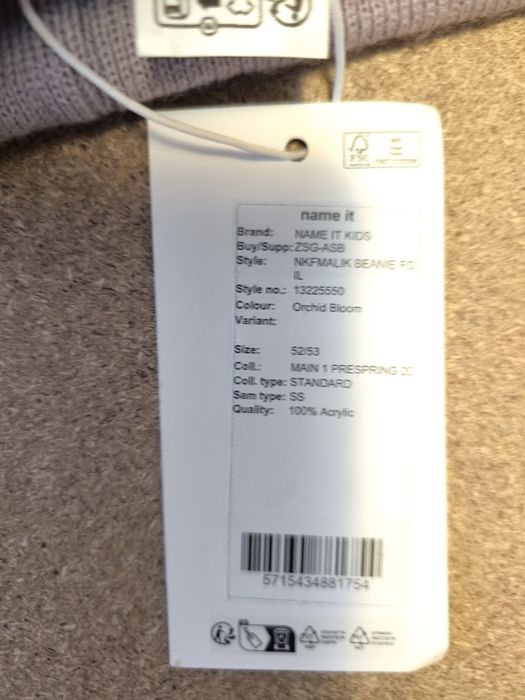 FSC
name it
Brand: NAME IT KIDS
Buy/Supp: ZSG-ASB
Style: NKFMALIK BEANIE FO
IL
Style no.: 13225550
Colour: Orchid Bloom
Variant:
Size: 52/53
Coll.: MAIN 1 PRESPRING 20
Coll. type: STANDARD
Sam type: SS
Quality: 100% Acrylic
5715434881754